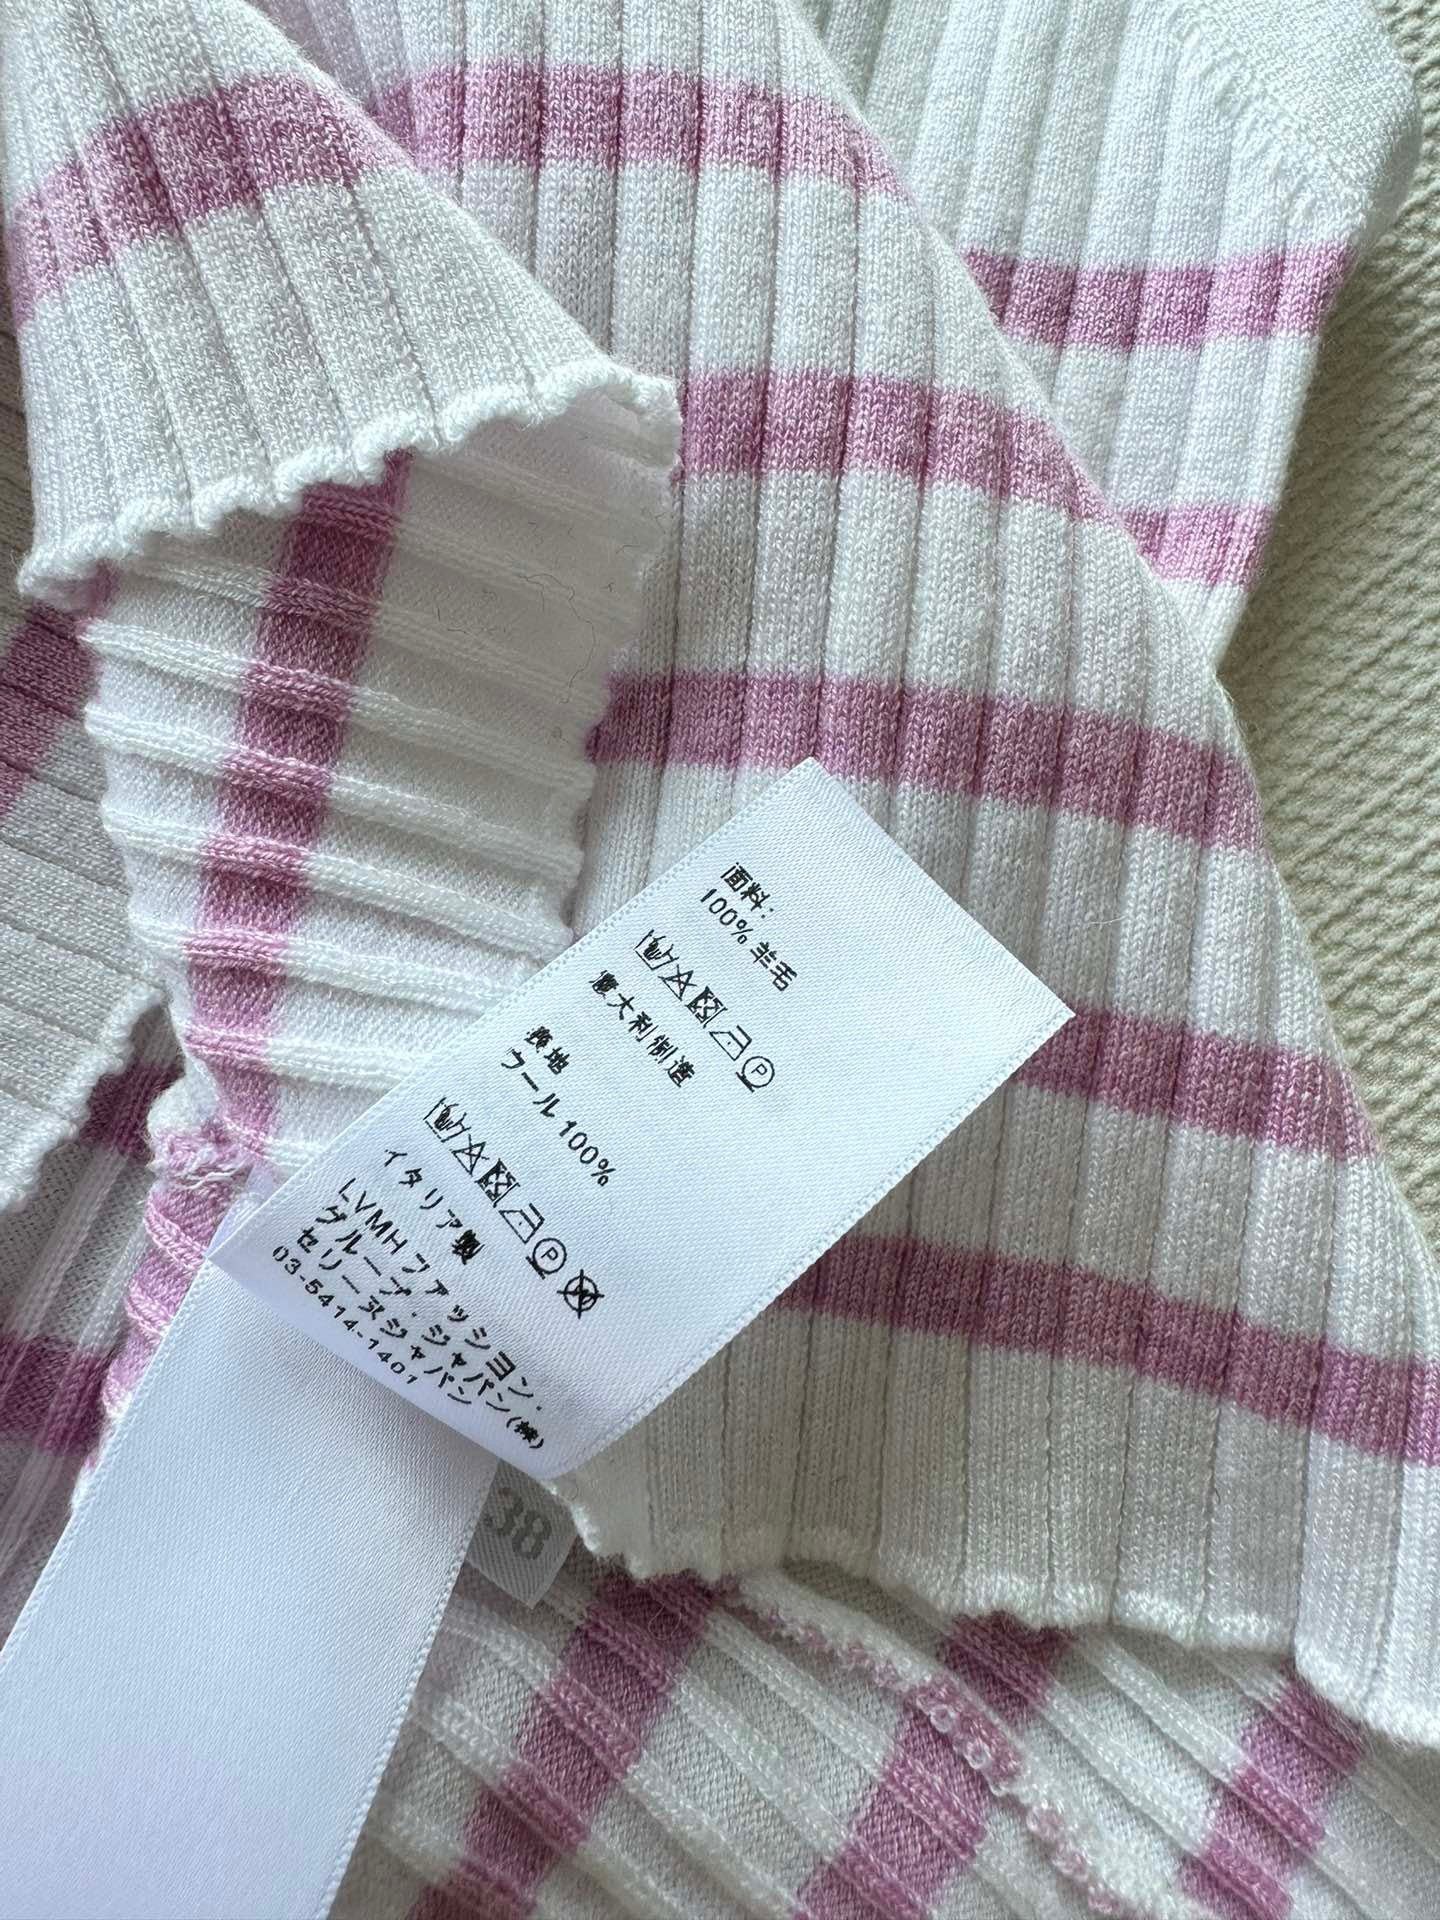 面料:
100% 羊毛
P
意大利制造
表地
ウール 100%
P
イタリア製
LVMH ファッション・
グループ・ジャパン(株)
セリーヌジャパン
03-5414-1401
38